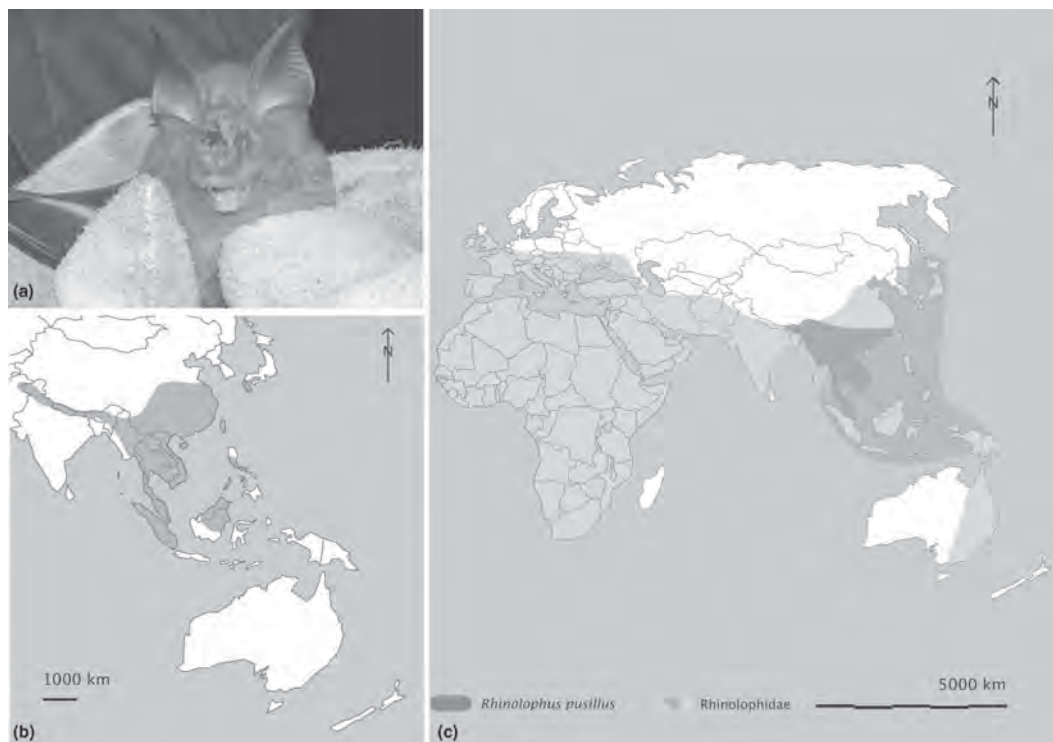 (a)
N
1000 km
(b)
N
Rhinolophus pusillus
Rhinolophidae
5000 km
(c)